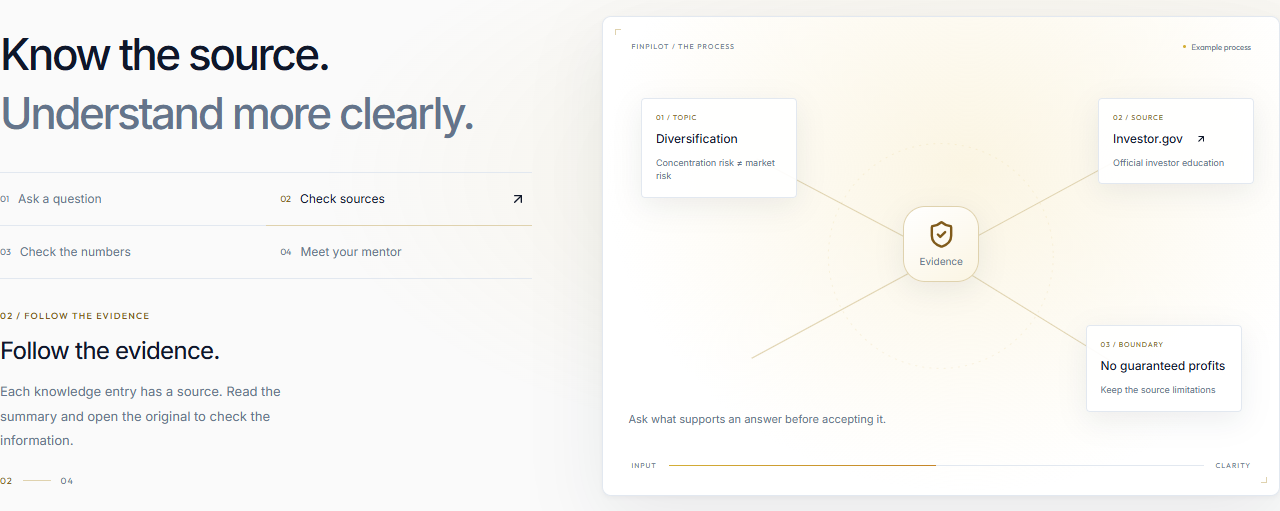 Know the source.
Understand more clearly.
01 Ask a question
02 Check sources
03 Check the numbers
04 Meet your mentor
02 / FOLLOW THE EVIDENCE
Follow the evidence.
Each knowledge entry has a source. Read the
summary and open the original to check the
information.
02 04
FINPILOT / THE PROCESS
Example process
01 / TOPIC
Diversification
Concentration risk ≠ market
risk
02 / SOURCE
Investor.gov
Official investor education
Evidence
03 / BOUNDARY
No guaranteed profits
Keep the source limitations
Ask what supports an answer before accepting it.
INPUT
CLARITY